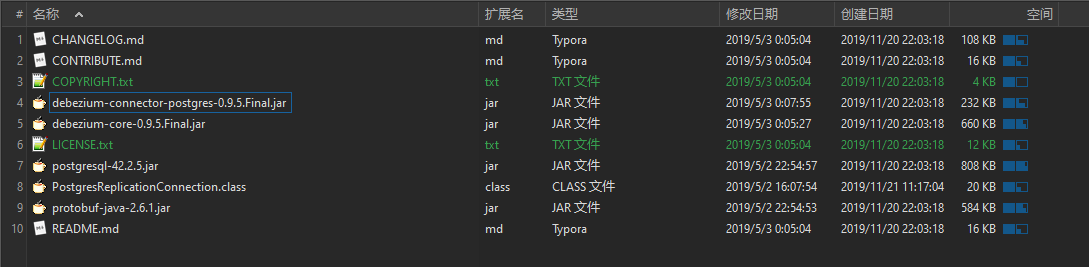 # 名称 扩展名 类型 修改日期 创建日期 空间
1 CHANGELOG.md md Typora 2019/5/3 0:05:04 2019/11/20 22:03:18 108 KB
2 CONTRIBUTE.md md Typora 2019/5/3 0:05:04 2019/11/20 22:03:18 16 KB
3 COPYRIGHT.txt txt TXT 文件 2019/5/3 0:05:04 2019/11/20 22:03:18 4 KB
4 debezium-connector-postgres-0.9.5.Final.jar jar JAR 文件 2019/5/3 0:07:55 2019/11/20 22:03:18 232 KB
5 debezium-core-0.9.5.Final.jar jar JAR 文件 2019/5/3 0:05:27 2019/11/20 22:03:18 660 KB
6 LICENSE.txt txt TXT 文件 2019/5/3 0:05:04 2019/11/20 22:03:18 12 KB
7 postgresql-42.2.5.jar jar JAR 文件 2019/5/2 22:54:57 2019/11/20 22:03:18 808 KB
8 PostgresReplicationConnection.class class CLASS 文件 2019/5/2 16:07:54 2019/11/21 11:17:04 20 KB
9 protobuf-java-2.6.1.jar jar JAR 文件 2019/5/2 22:54:53 2019/11/20 22:03:18 584 KB
10 README.md md Typora 2019/5/3 0:05:04 2019/11/20 22:03:18 16 KB